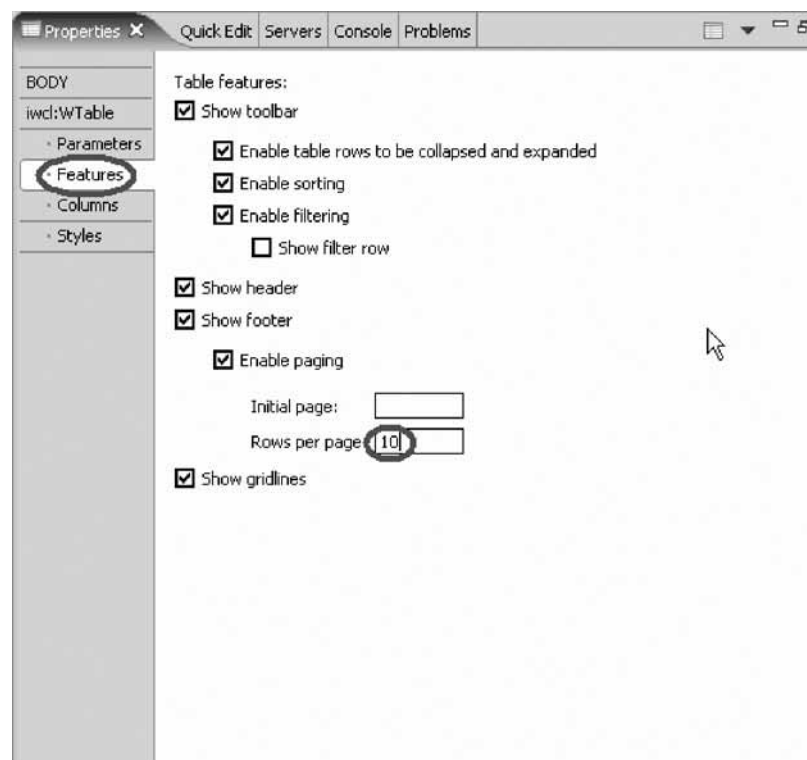 Properties Quick Edit Servers Console Problems
BODY
iwcl:WTable
Parameters
Features
Columns
Styles
Table features:
Show toolbar
Enable table rows to be collapsed and expanded
Enable sorting
Enable filtering
Show filter row
Show header
Show footer
Enable paging
Initial page:
Rows per page 10
Show gridlines